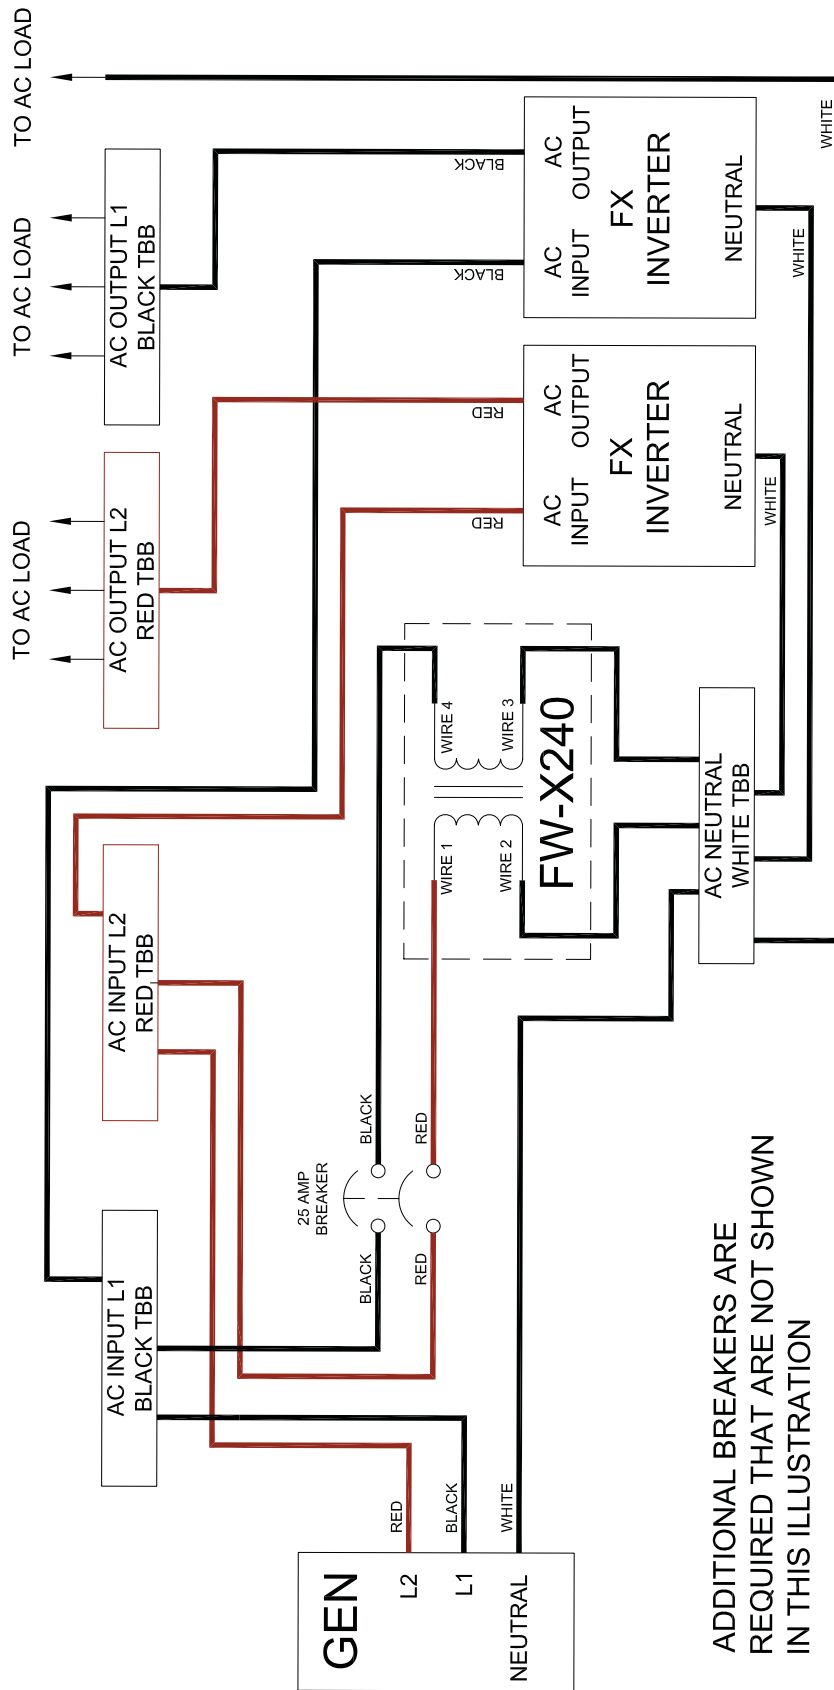 TO AC LOAD
TO AC LOAD
TO AC LOAD
AC OUTPUT L1
BLACK TBB
AC OUTPUT L2
RED TBB
AC INPUT L2
RED TBB
AC INPUT L1
BLACK TBB
BLACK
BLACK
RED
RED
AC
OUTPUT
AC
INPUT
FX
INVERTER
NEUTRAL
WHITE
WHITE
AC
OUTPUT
AC
INPUT
FX
INVERTER
NEUTRAL
WHITE
WIRE 4
WIRE 3
WIRE 1
WIRE 2
FW-X240
AC NEUTRAL
WHITE TBB
25 AMP
BREAKER
BLACK
RED
BLACK
RED
RED
BLACK
WHITE
GEN
L2
L1
NEUTRAL
ADDITIONAL BREAKERS ARE
REQUIRED THAT ARE NOT SHOWN
IN THIS ILLUSTRATION